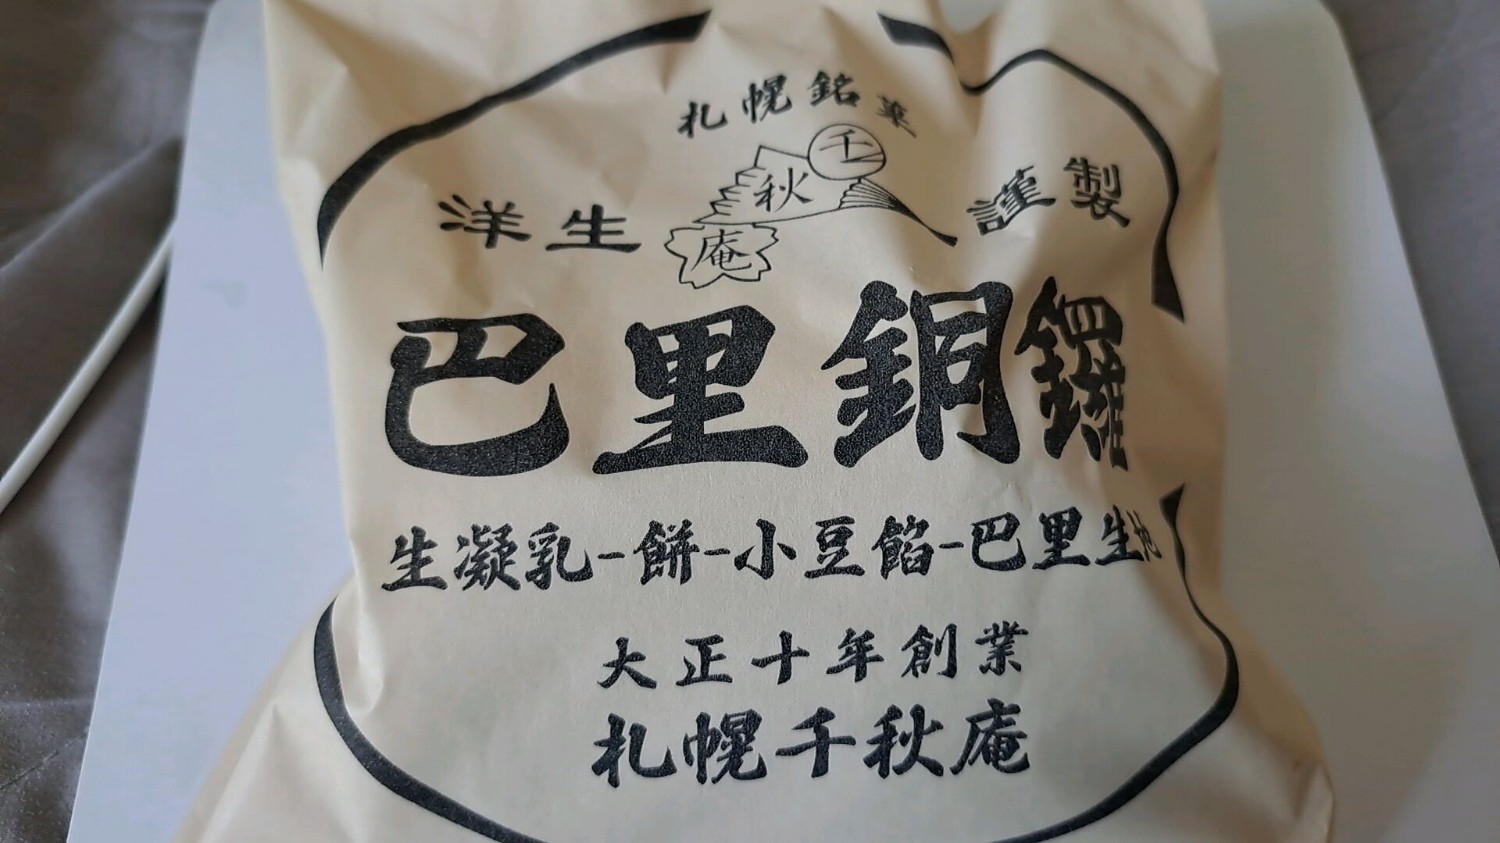 札幌銘菓
千
秋
庵
洋生
謹製
巴里銅鑼
生凝乳-餅-小豆餡-巴里生地
大正十年創業
札幌千秋庵